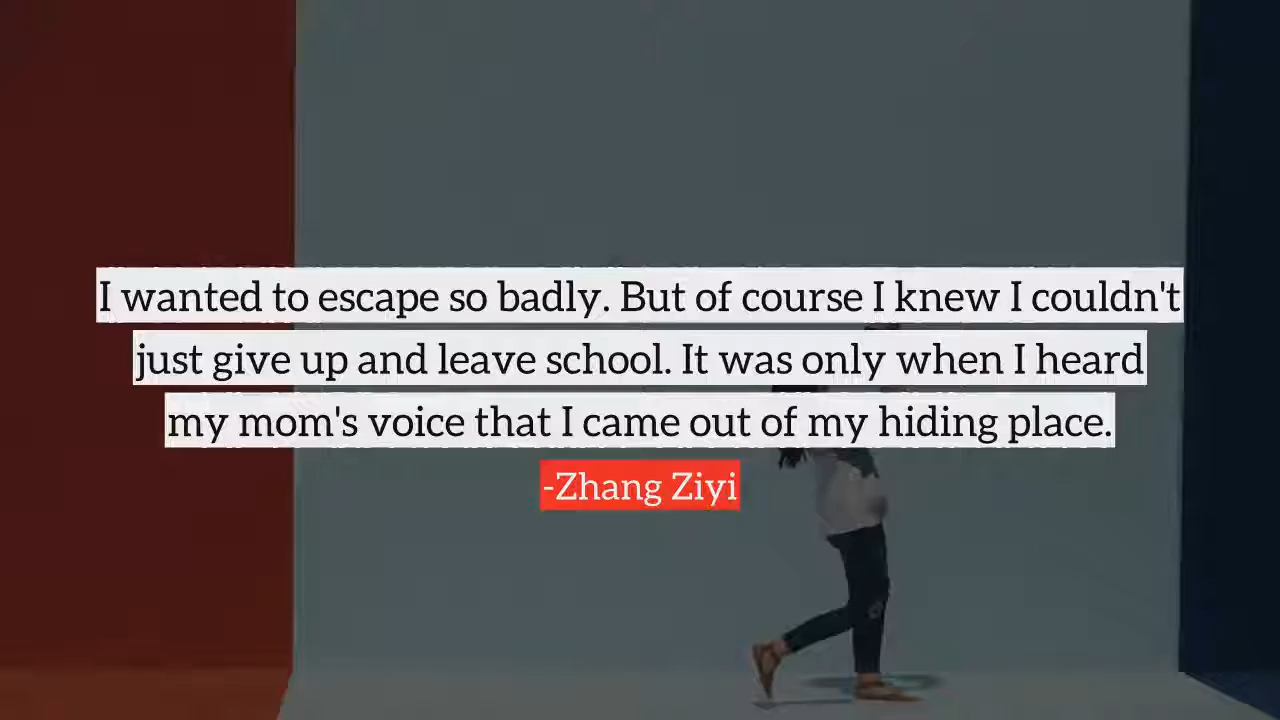 I wanted to escape so badly. But of course I knew I couldn't
just give up and leave school. It was only when I heard
my mom's voice that I came out of my hiding place.
-Zhang Ziyi